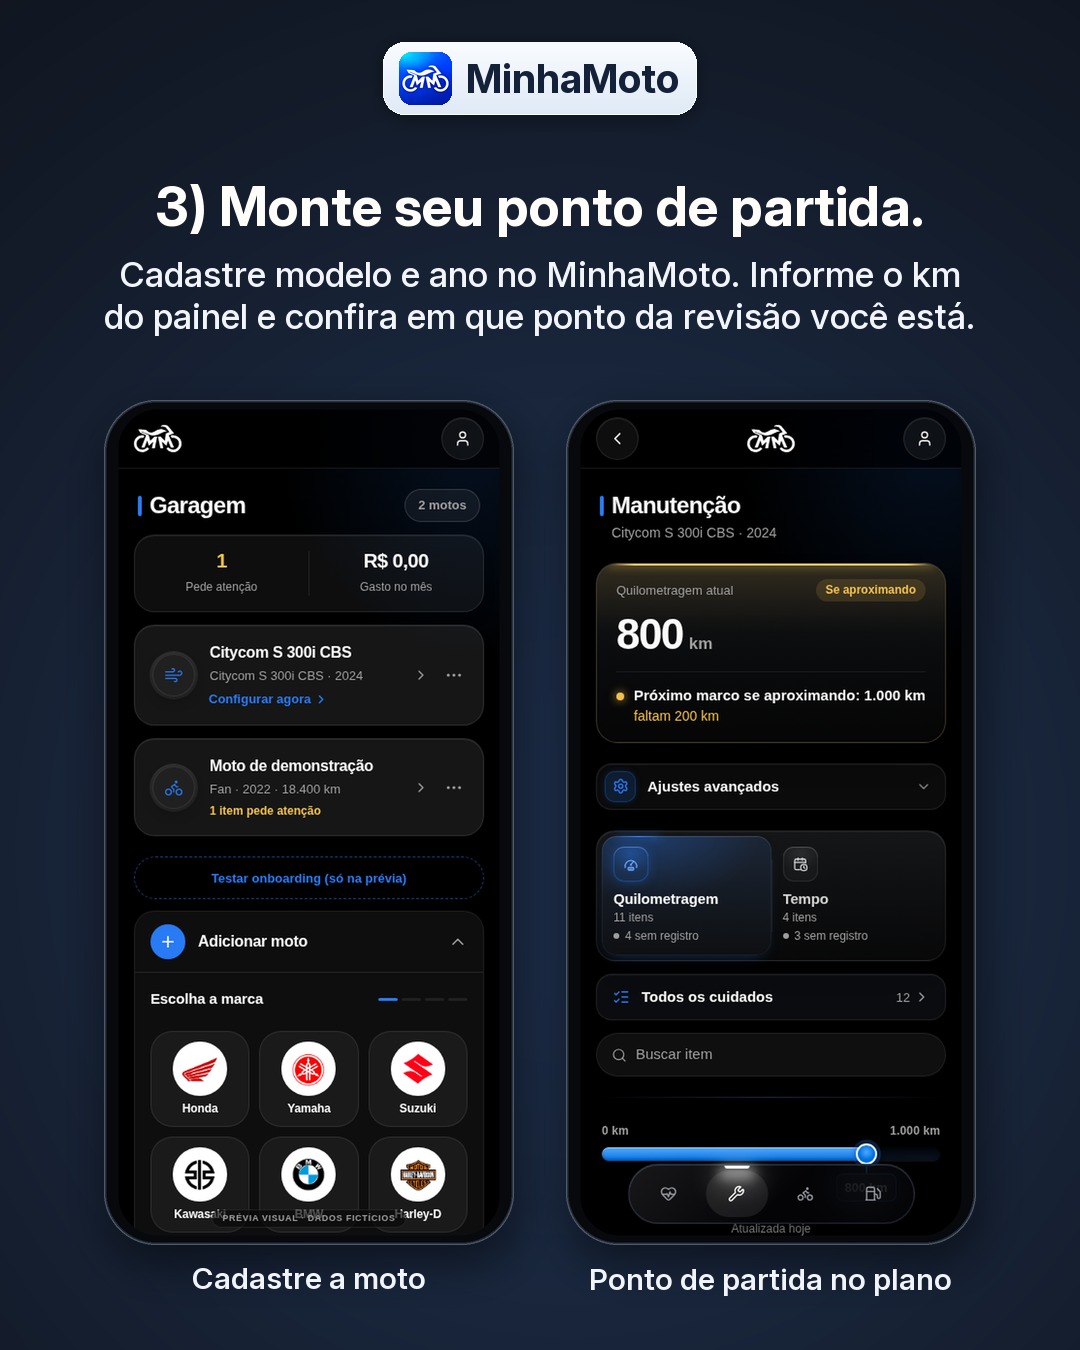 MinhaMoto
3) Monte seu ponto de partida.
Cadastre modelo e ano no MinhaMoto. Informe o km
do painel e confira em que ponto da revisão você está.
Garagem
2 motos
1
Pede atenção
R$ 0,00
Gasto no mês
Citycom S 300i CBS
Citycom S 300i CBS · 2024
Configurar agora
Moto de demonstração
Fan · 2022 · 18.400 km
1 item pede atenção
Testar onboarding (só na prévia)
Adicionar moto
Escolha a marca
Honda
Yamaha
Suzuki
Kawasaki
BMW
Harley-D
PRÉVIA VISUAL · DADOS FICTÍCIOS
Cadastre a moto
Manutenção
Citycom S 300i CBS · 2024
Quilometragem atual
Se aproximando
800 km
Próximo marco se aproximando: 1.000 km
faltam 200 km
Ajustes avançados
Quilometragem
11 itens
4 sem registro
Tempo
4 itens
3 sem registro
Todos os cuidados
12
Buscar item
0 km
1.000 km
800 km
Atualizada hoje
Ponto de partida no plano